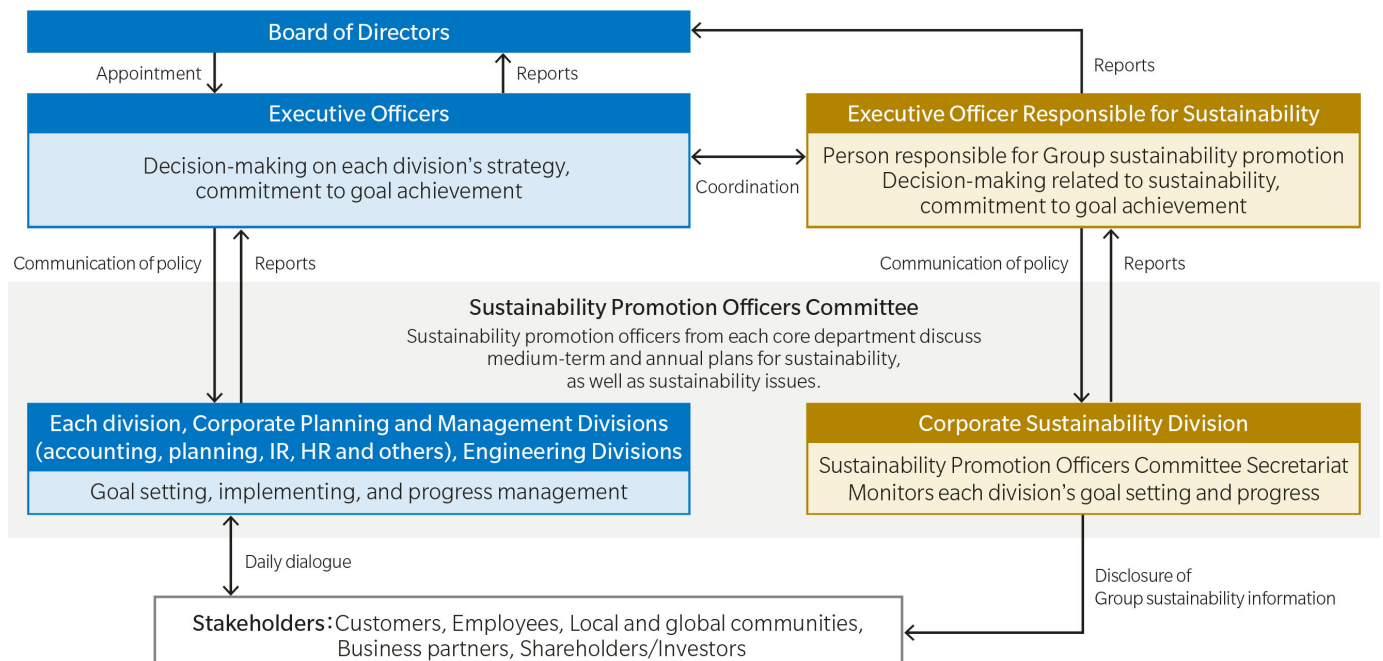 Board of Directors
Appointment
Reports
Reports
Executive Officers
Decision-making on each division's strategy,
commitment to goal achievement
Coordination
Executive Officer Responsible for Sustainability
Person responsible for Group sustainability promotion
Decision-making related to sustainability,
commitment to goal achievement
Communication of policy
Reports
Communication of policy
Reports
Sustainability Promotion Officers Committee
Sustainability promotion officers from each core department discuss
medium-term and annual plans for sustainability,
as well as sustainability issues.
Each division, Corporate Planning and Management Divisions
(accounting, planning, IR, HR and others), Engineering Divisions
Goal setting, implementing, and progress management
Corporate Sustainability Division
Sustainability Promotion Officers Committee Secretariat
Monitors each division's goal setting and progress
Daily dialogue
Disclosure of
Group sustainability information
Stakeholders：Customers, Employees, Local and global communities,
Business partners, Shareholders/Investors